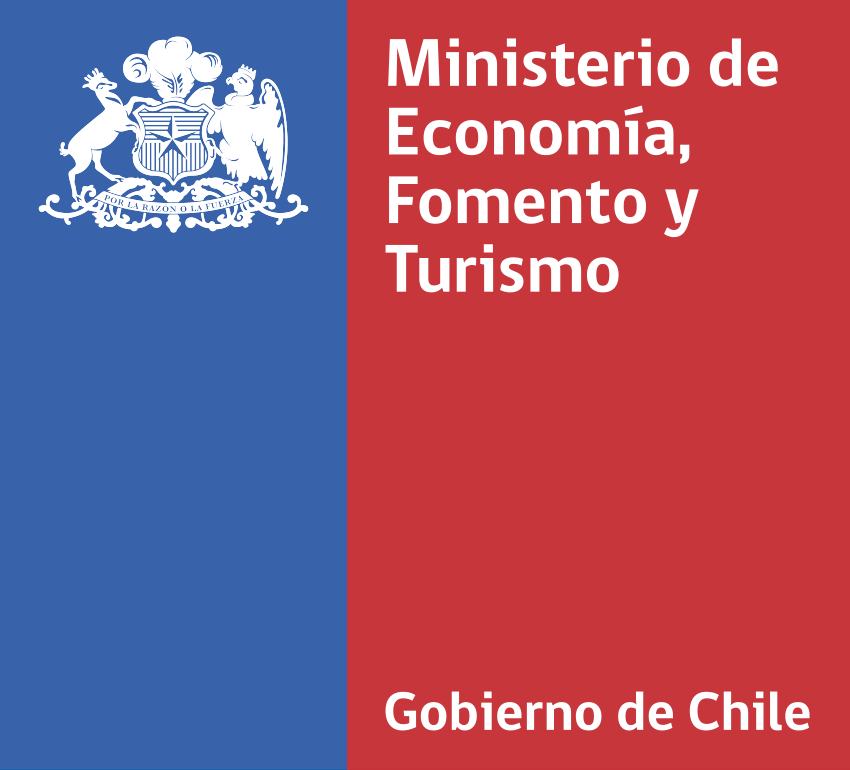 POR LA RAZON O LA FUERZA
Ministerio de
Economía,
Fomento y
Turismo
Gobierno de Chile